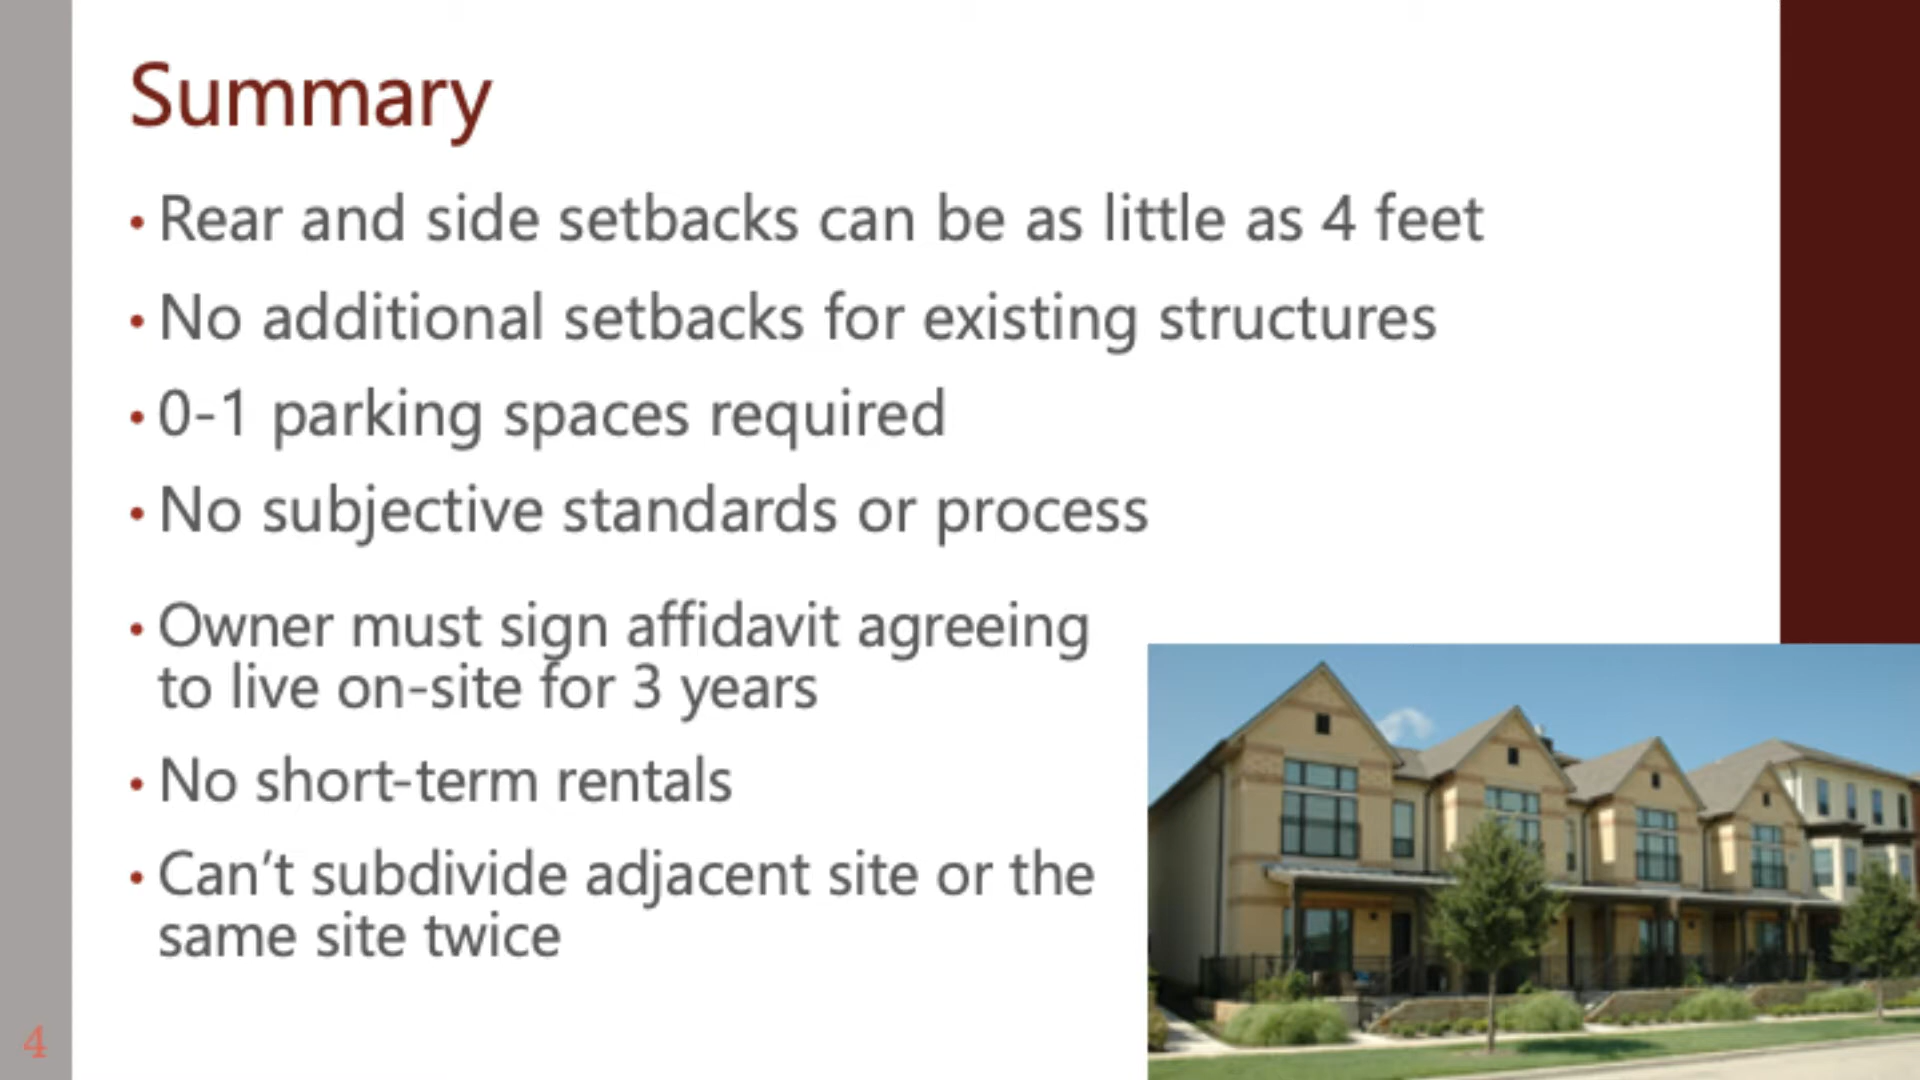 Summary
• Rear and side setbacks can be as little as 4 feet
• No additional setbacks for existing structures
• 0-1 parking spaces required
• No subjective standards or process
• Owner must sign affidavit agreeing
to live on-site for 3 years
• No short-term rentals
• Can’t subdivide adjacent site or the
same site twice
4